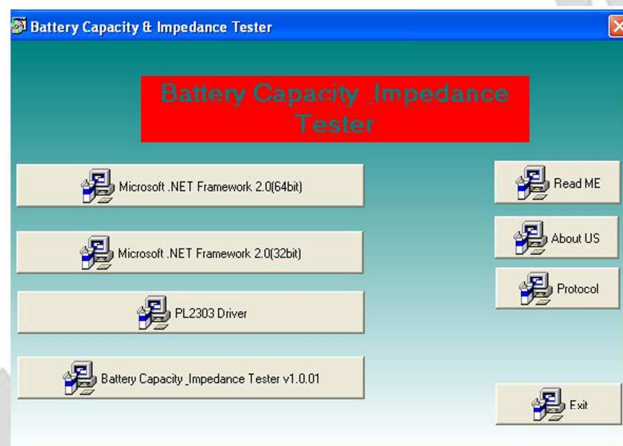 Battery Capacity & Impedance Tester
Battery Capacity _Impedance
Tester
Microsoft .NET Framework 2.0(64bit)
Microsoft .NET Framework 2.0(32bit)
PL2303 Driver
Battery Capacity _Impedance Tester v1.0.01
Read ME
About US
Protocol
Exit